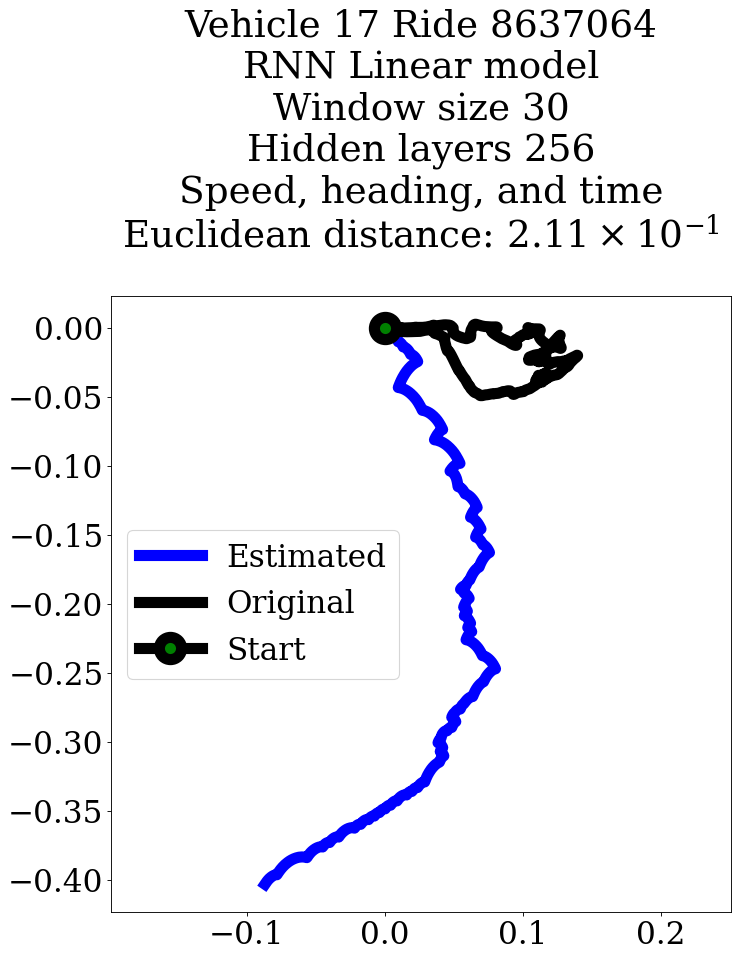 Vehicle 17 Ride 8637064
RNN Linear model
Window size 30
Hidden layers 256
Speed, heading, and time
Euclidean distance: 2.11 × 10⁻¹
0.00
−0.05
−0.10
−0.15
−0.20
−0.25
−0.30
−0.35
−0.40
Estimated
Original
Start
−0.1
0.0
0.1
0.2